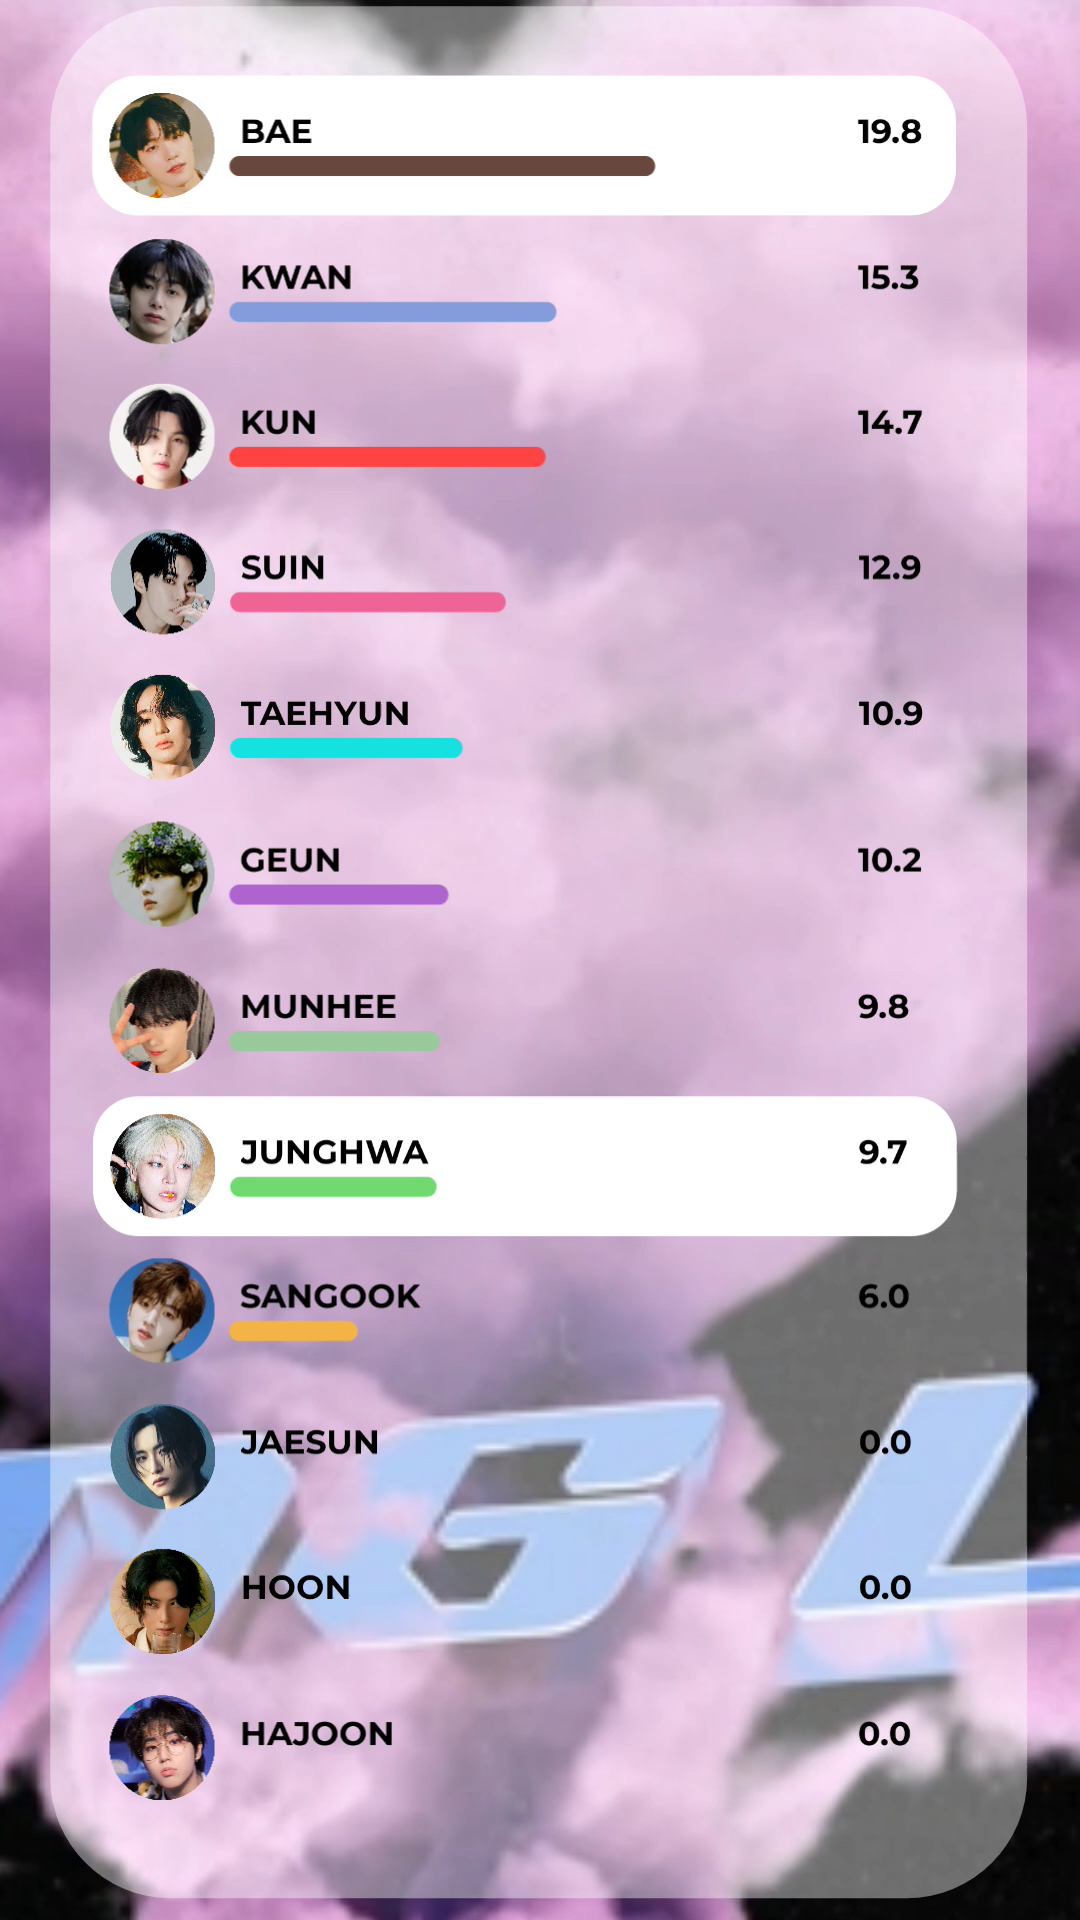 BAE 19.8
KWAN 15.3
KUN 14.7
SUIN 12.9
TAEHYUN 10.9
GEUN 10.2
MUNHEE 9.8
JUNGHWA 9.7
SANGOOK 6.0
JAESUN 0.0
HOON 0.0
HAJOON 0.0